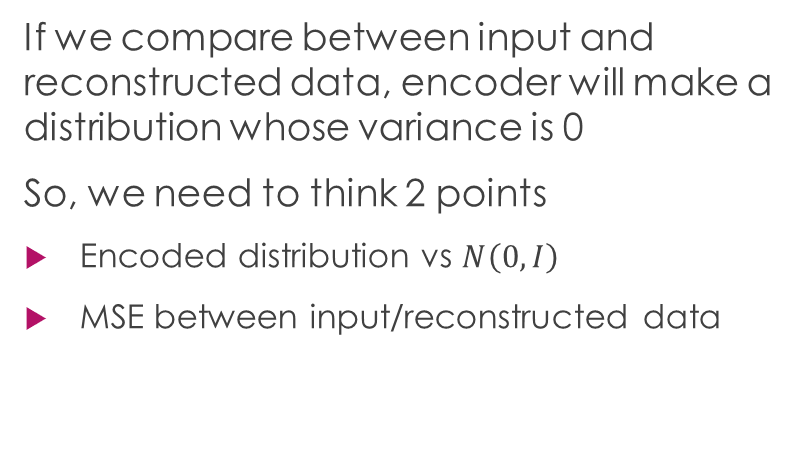 If we compare between input and
reconstructed data, encoder will make a
distribution whose variance is 0
So, we need to think 2 points
Encoded distribution vs N(0,I)
MSE between input/reconstructed data